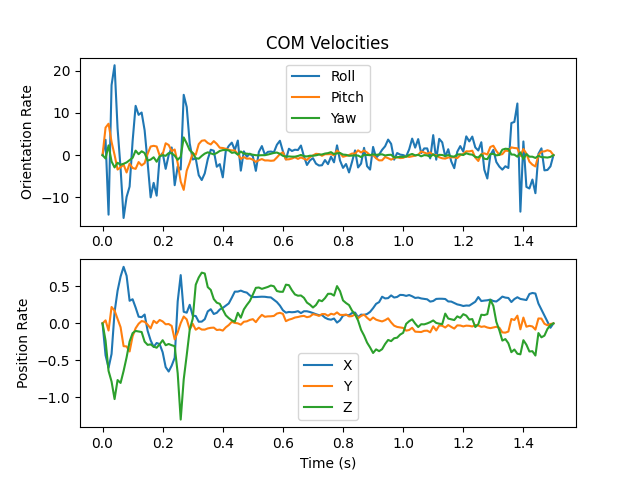 COM Velocities
Orientation Rate
20
10
0
−10
Roll
Pitch
Yaw
0.0 0.2 0.4 0.6 0.8 1.0 1.2 1.4
Position Rate
0.5
0.0
−0.5
−1.0
X
Y
Z
0.0 0.2 0.4 0.6 0.8 1.0 1.2 1.4
Time (s)